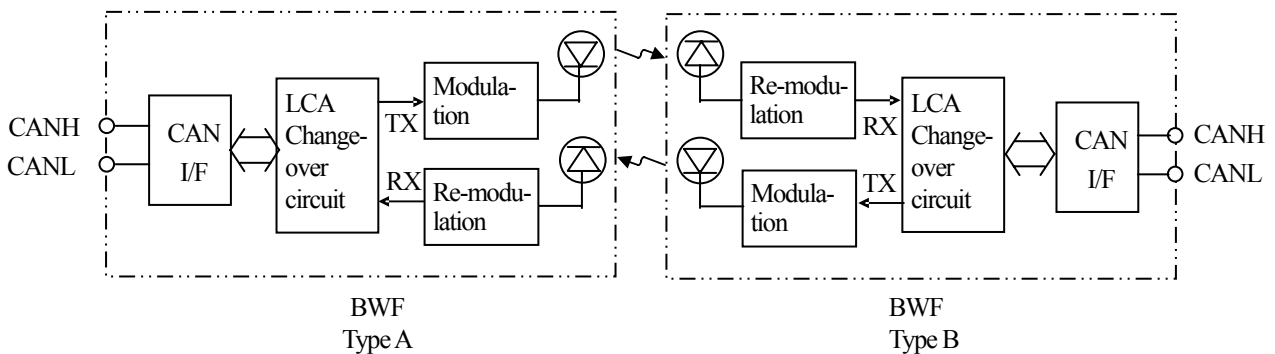 CANH
CANL
CAN
I/F
LCA
Change-
over
circuit
TX
RX
Modula-
tion
Re-modu-
lation
BWF
Type A
Re-modu-
lation
Modula-
tion
RX
TX
LCA
Change-
over
circuit
CAN
I/F
CANH
CANL
BWF
Type B